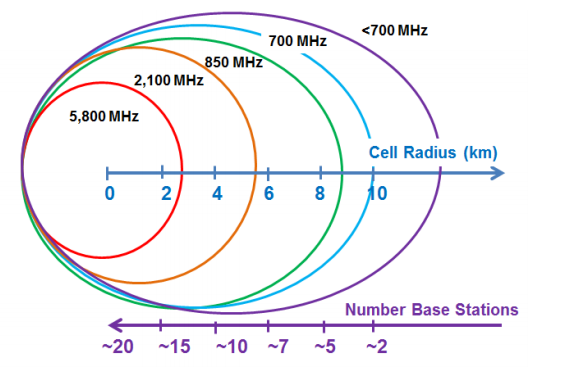 <700 MHz
700 MHz
850 MHz
2,100 MHz
5,800 MHz
Cell Radius (km)
0 2 4 6 8 10
Number Base Stations
~20 ~15 ~10 ~7 ~5 ~2